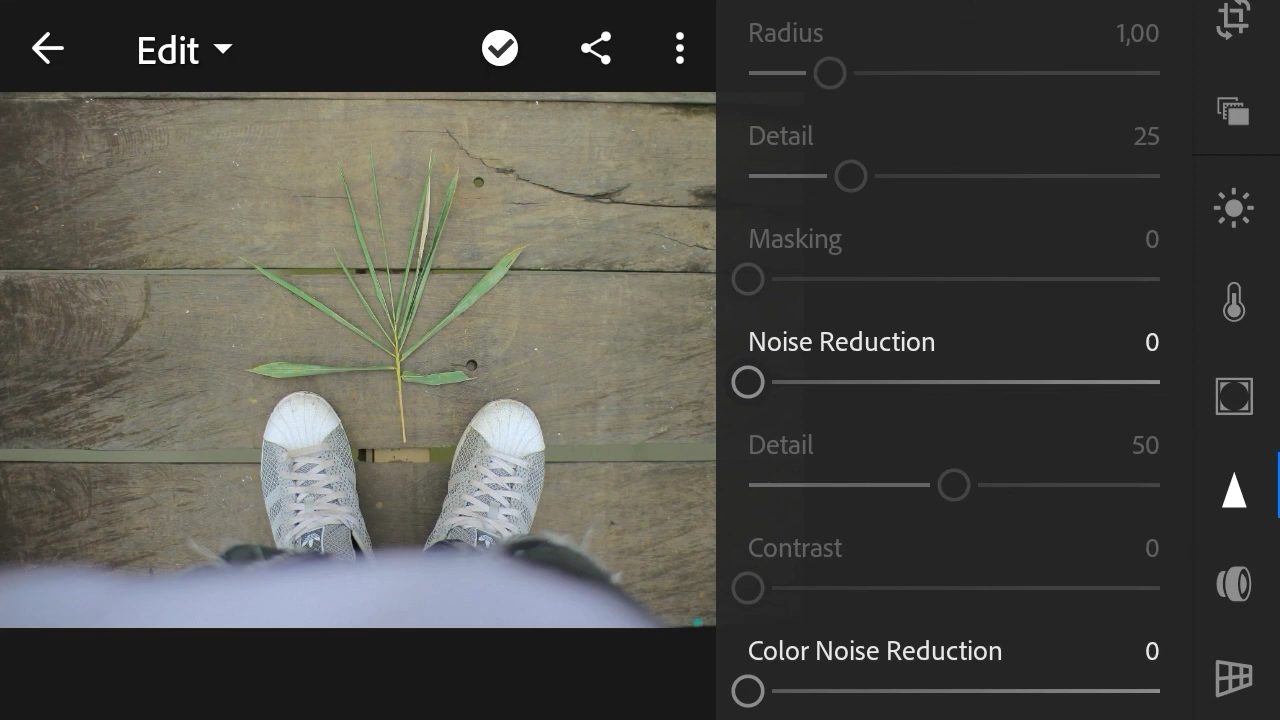 Edit
Radius 1,00
Detail 25
Masking 0
Noise Reduction 0
Detail 50
Contrast 0
Color Noise Reduction 0